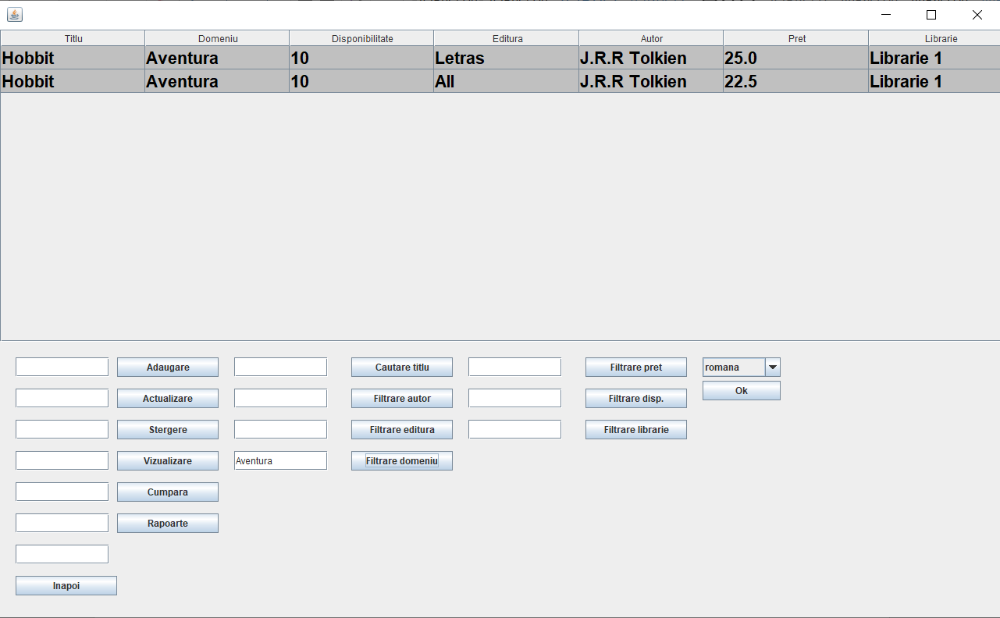 Titlu Domeniu Disponibilitate Editura Autor Pret Librarie
Hobbit Aventura 10 Letras J.R.R Tolkien 25.0 Librarie 1
Hobbit Aventura 10 All J.R.R Tolkien 22.5 Librarie 1
Adaugare Cautare titlu Filtrare pret romana
Ok
Actualizare Filtrare autor Filtrare disp.
Stergere Filtrare editura Filtrare librarie
Vizualizare Aventura Filtrare domeniu
Cumpara
Rapoarte
Inapoi